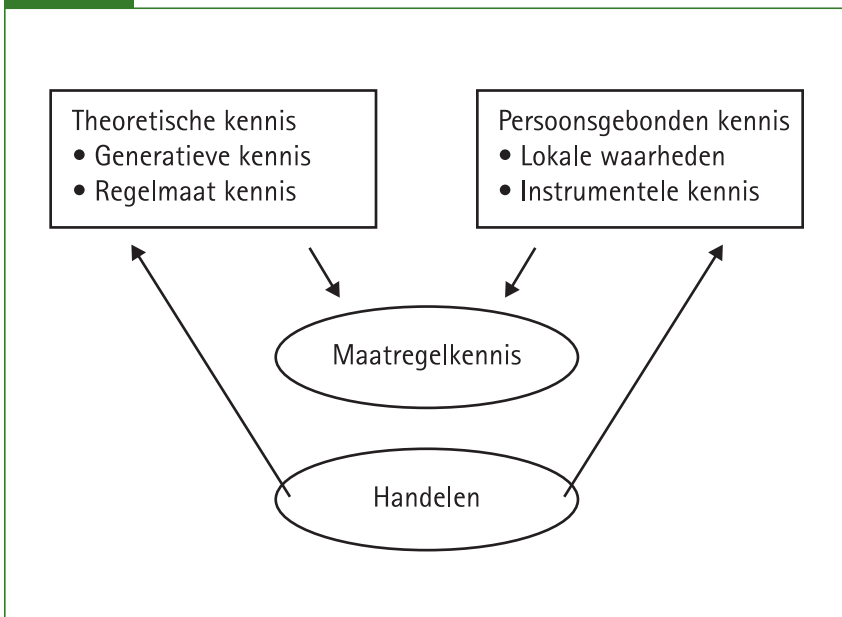 Theoretische kennis
• Generatieve kennis
• Regelmaat kennis
Persoonsgebonden kennis
• Lokale waarheden
• Instrumentele kennis
Maatregelkennis
Handelen